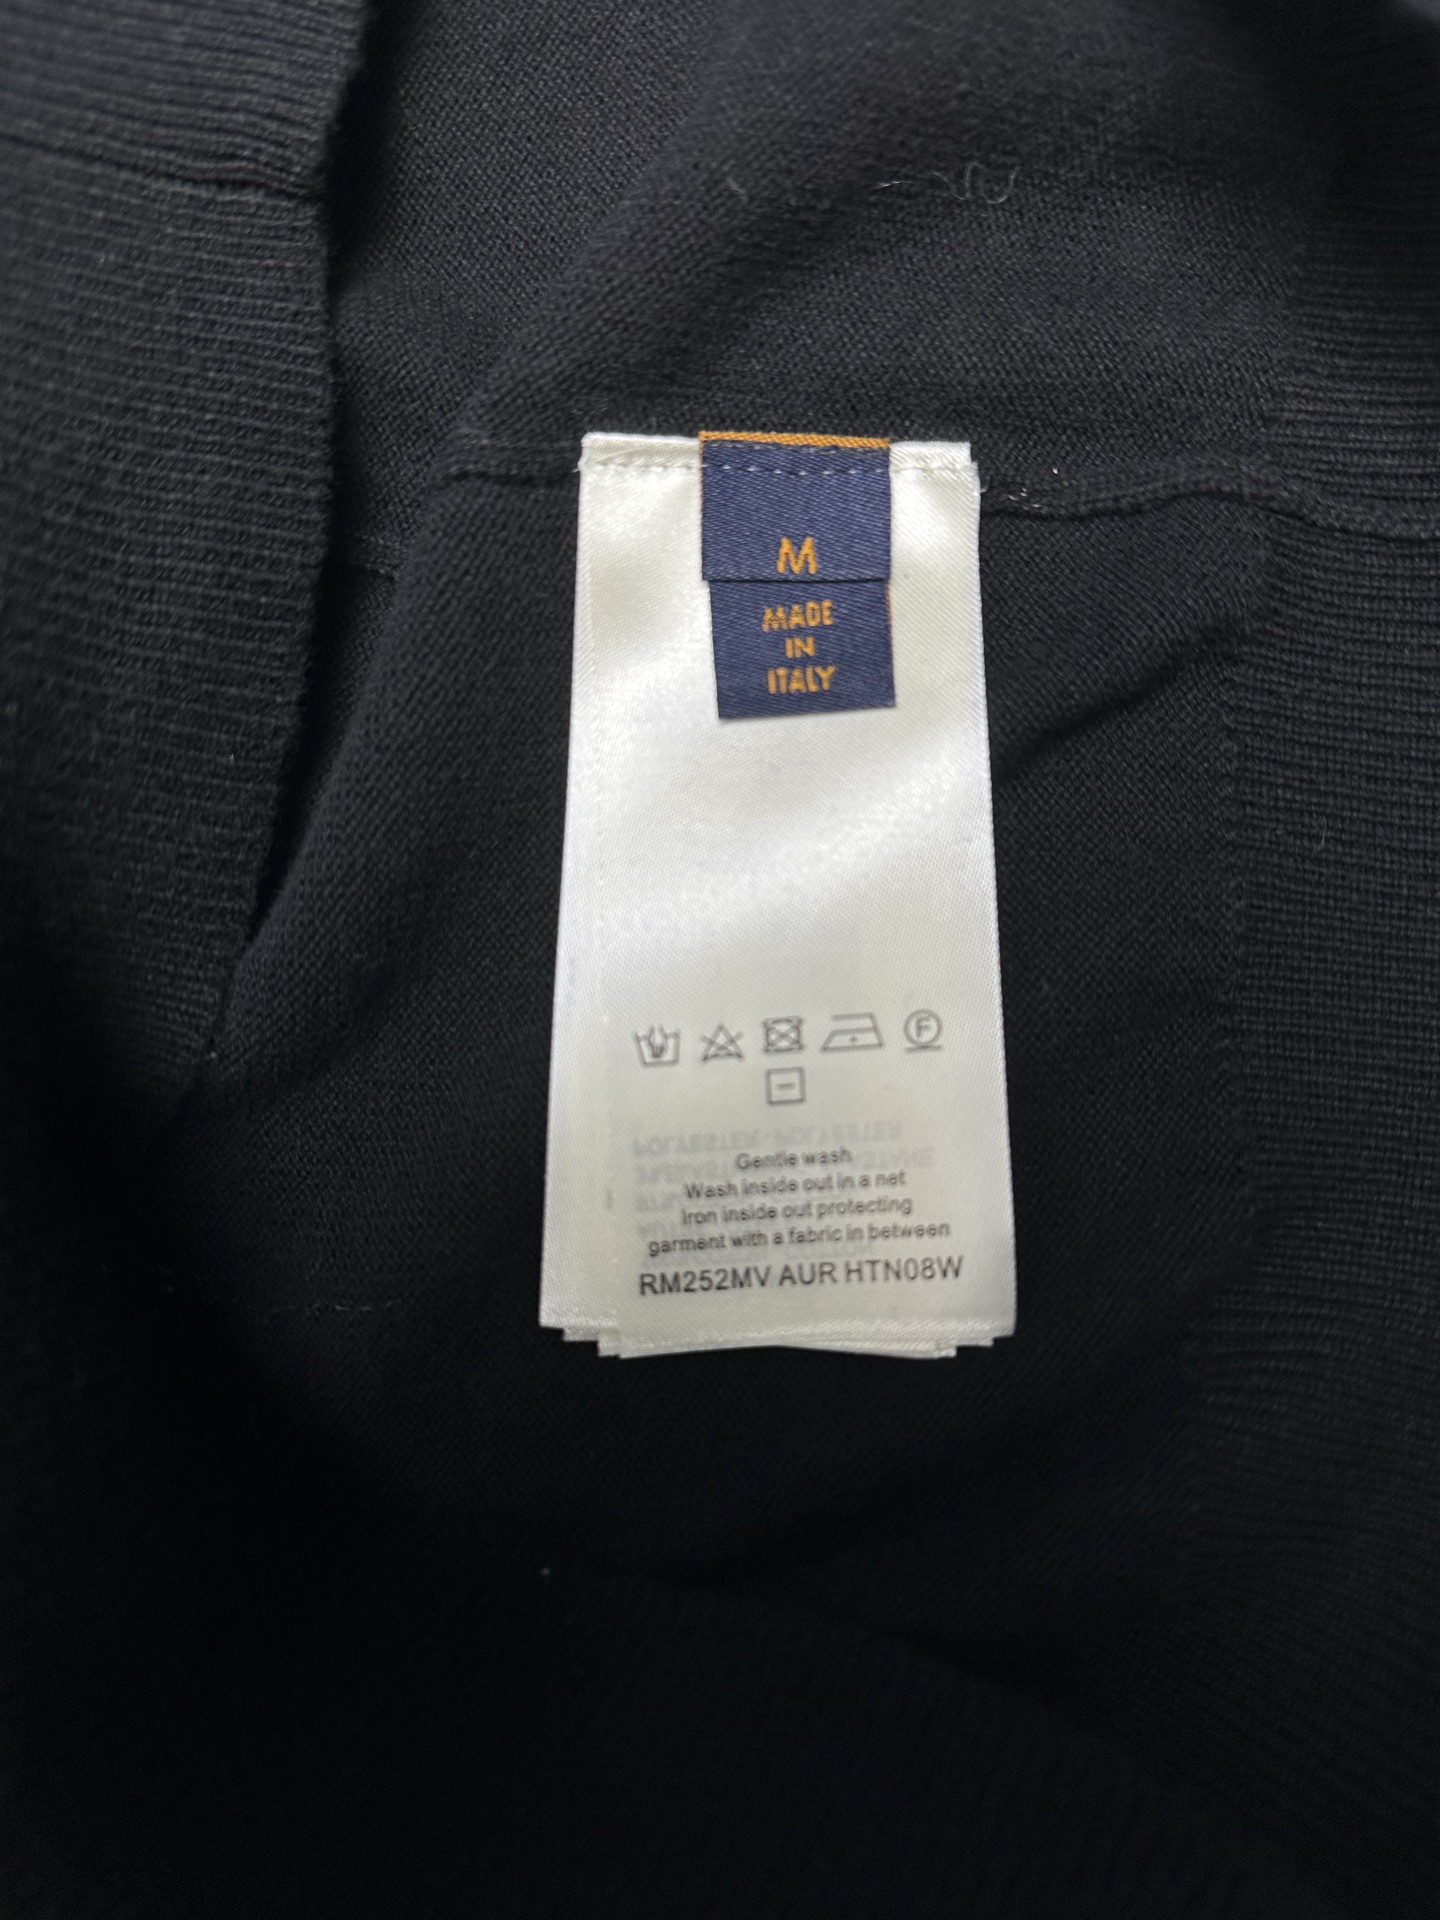 M
MADE
IN
ITALY
F
Gentle wash
Wash inside out in a net
Iron inside out protecting
garment with a fabric in between
RM252MV AUR HTN08W